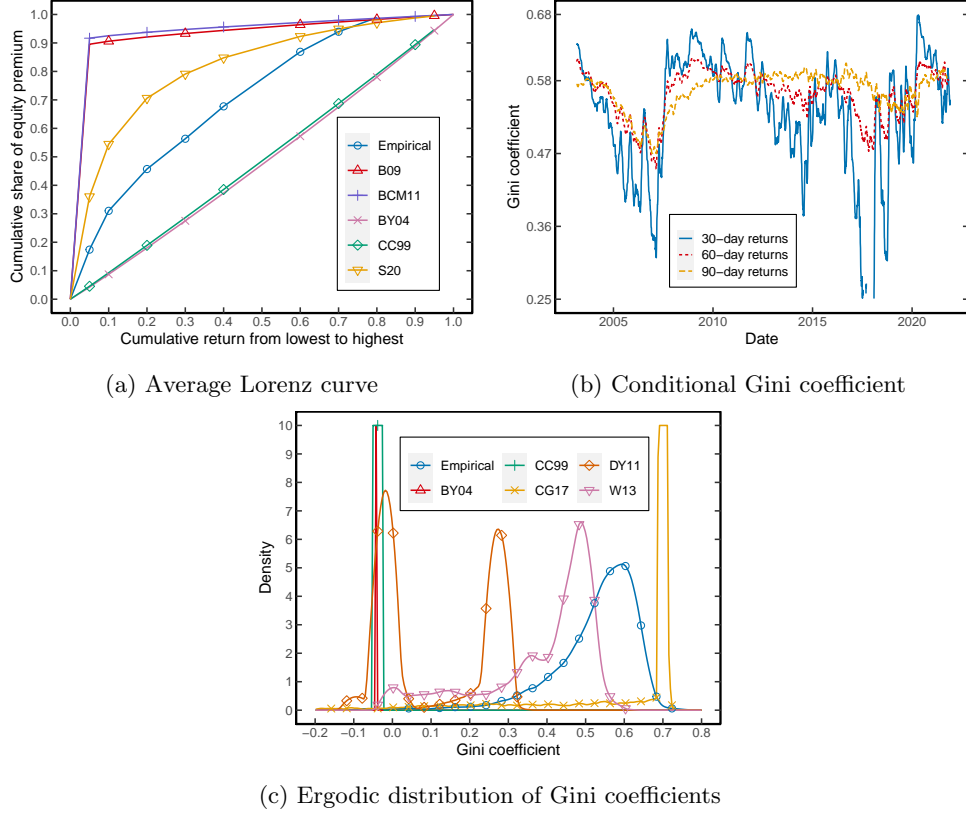 Cumulative share of equity premium
1.0
0.9
0.8
0.7
0.6
0.5
0.4
0.3
0.2
0.1
0.0
Empirical
B09
BCM11
BY04
CC99
S20
0.0 0.1 0.2 0.3 0.4 0.5 0.6 0.7 0.8 0.9 1.0
Cumulative return from lowest to highest
(a) Average Lorenz curve
Gini coefficient
0.68
0.58
0.47
0.36
0.25
30-day returns
60-day returns
90-day returns
2005 2010 2015 2020
Date
(b) Conditional Gini coefficient
Density
10
9
8
7
6
5
4
3
2
1
0
Empirical CC99 DY11
BY04 CG17 W13
−0.2 −0.1 0.0 0.1 0.2 0.3 0.4 0.5 0.6 0.7 0.8
Gini coefficient
(c) Ergodic distribution of Gini coefficients